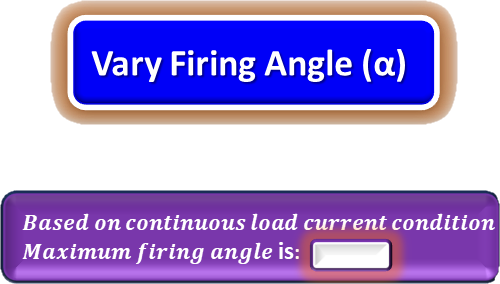 Vary Firing Angle (α)
Based on continuous load current condition
Maximum firing angle is: